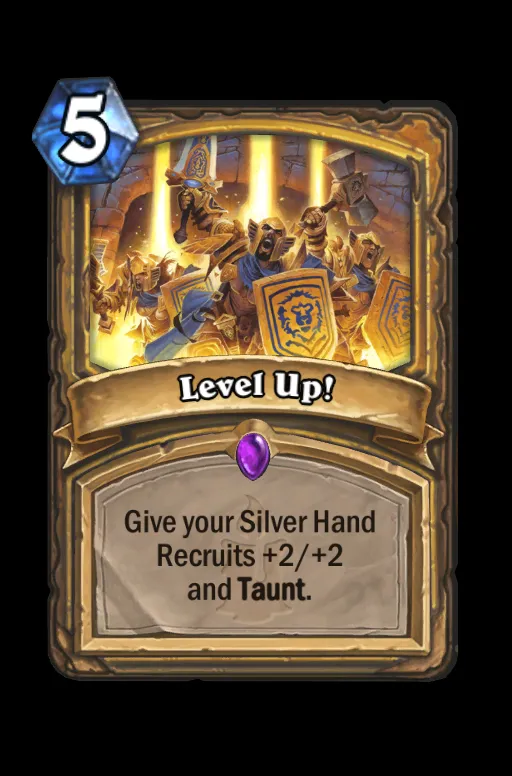 5
Level Up!
Give your Silver Hand
Recruits +2/+2
and Taunt.